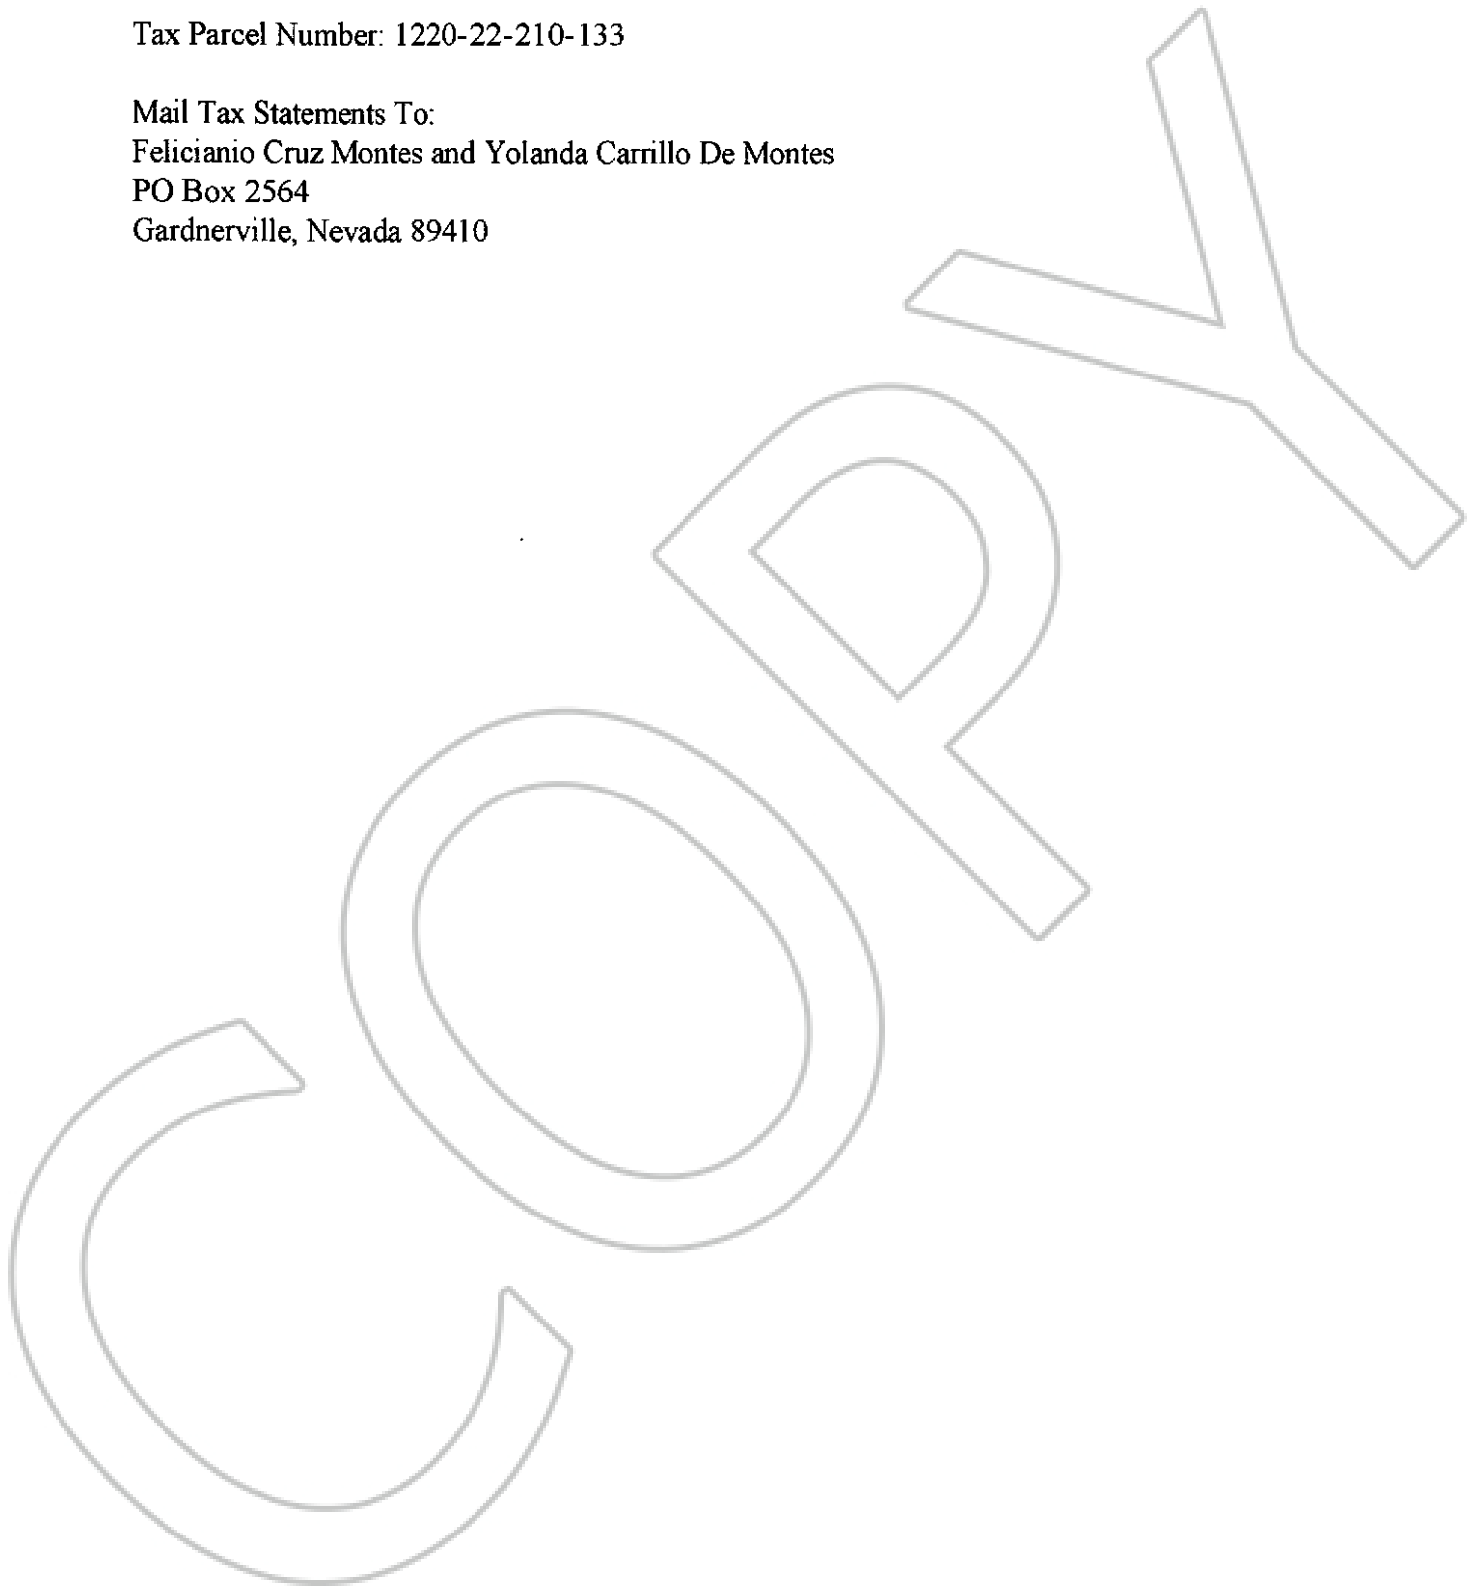 Tax Parcel Number: 1220-22-210-133
Mail Tax Statements To:
Felicianio Cruz Montes and Yolanda Carrillo De Montes
PO Box 2564
Gardnerville, Nevada 89410
COPY